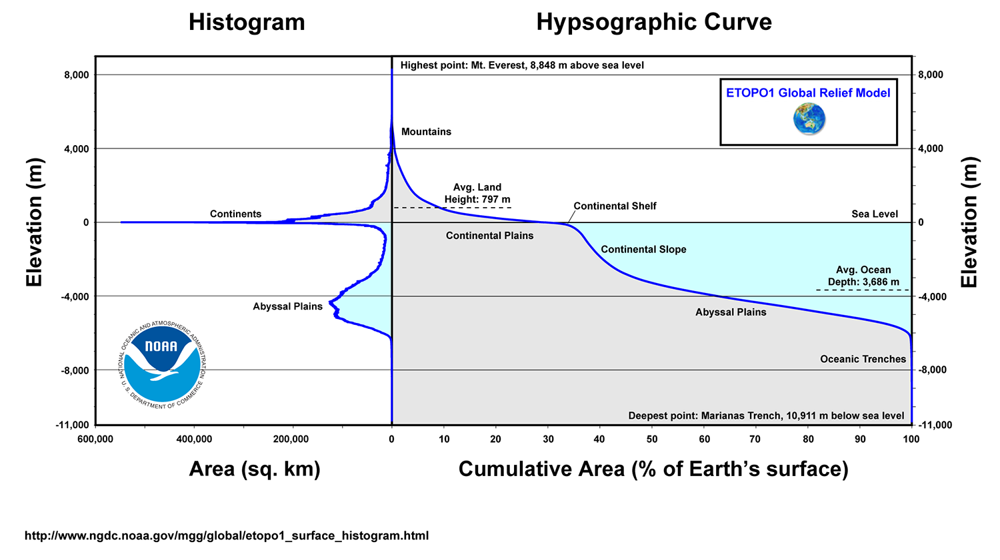 Histogram
Hypsographic Curve
Highest point: Mt. Everest, 8,848 m above sea level
8,000
8,000
ETOPO1 Global Relief Model
Mountains
4,000
4,000
Avg. Land
Height: 797 m
Continental Shelf
Continents
Sea Level
0
0
Continental Plains
Continental Slope
Avg. Ocean
Depth: 3,686 m
-4,000
-4,000
Abyssal Plains
Abyssal Plains
NATIONAL OCEANIC AND ATMOSPHERIC ADMINISTRATION
NOAA
U.S. DEPARTMENT OF COMMERCE
Oceanic Trenches
-8,000
-8,000
Deepest point: Marianas Trench, 10,911 m below sea level
-11,000
-11,000
600,000
400,000
200,000
0
10
20
30
40
50
60
70
80
90
100
Elevation (m)
Elevation (m)
Area (sq. km)
Cumulative Area (% of Earth's surface)
http://www.ngdc.noaa.gov/mgg/global/etopo1_surface_histogram.html